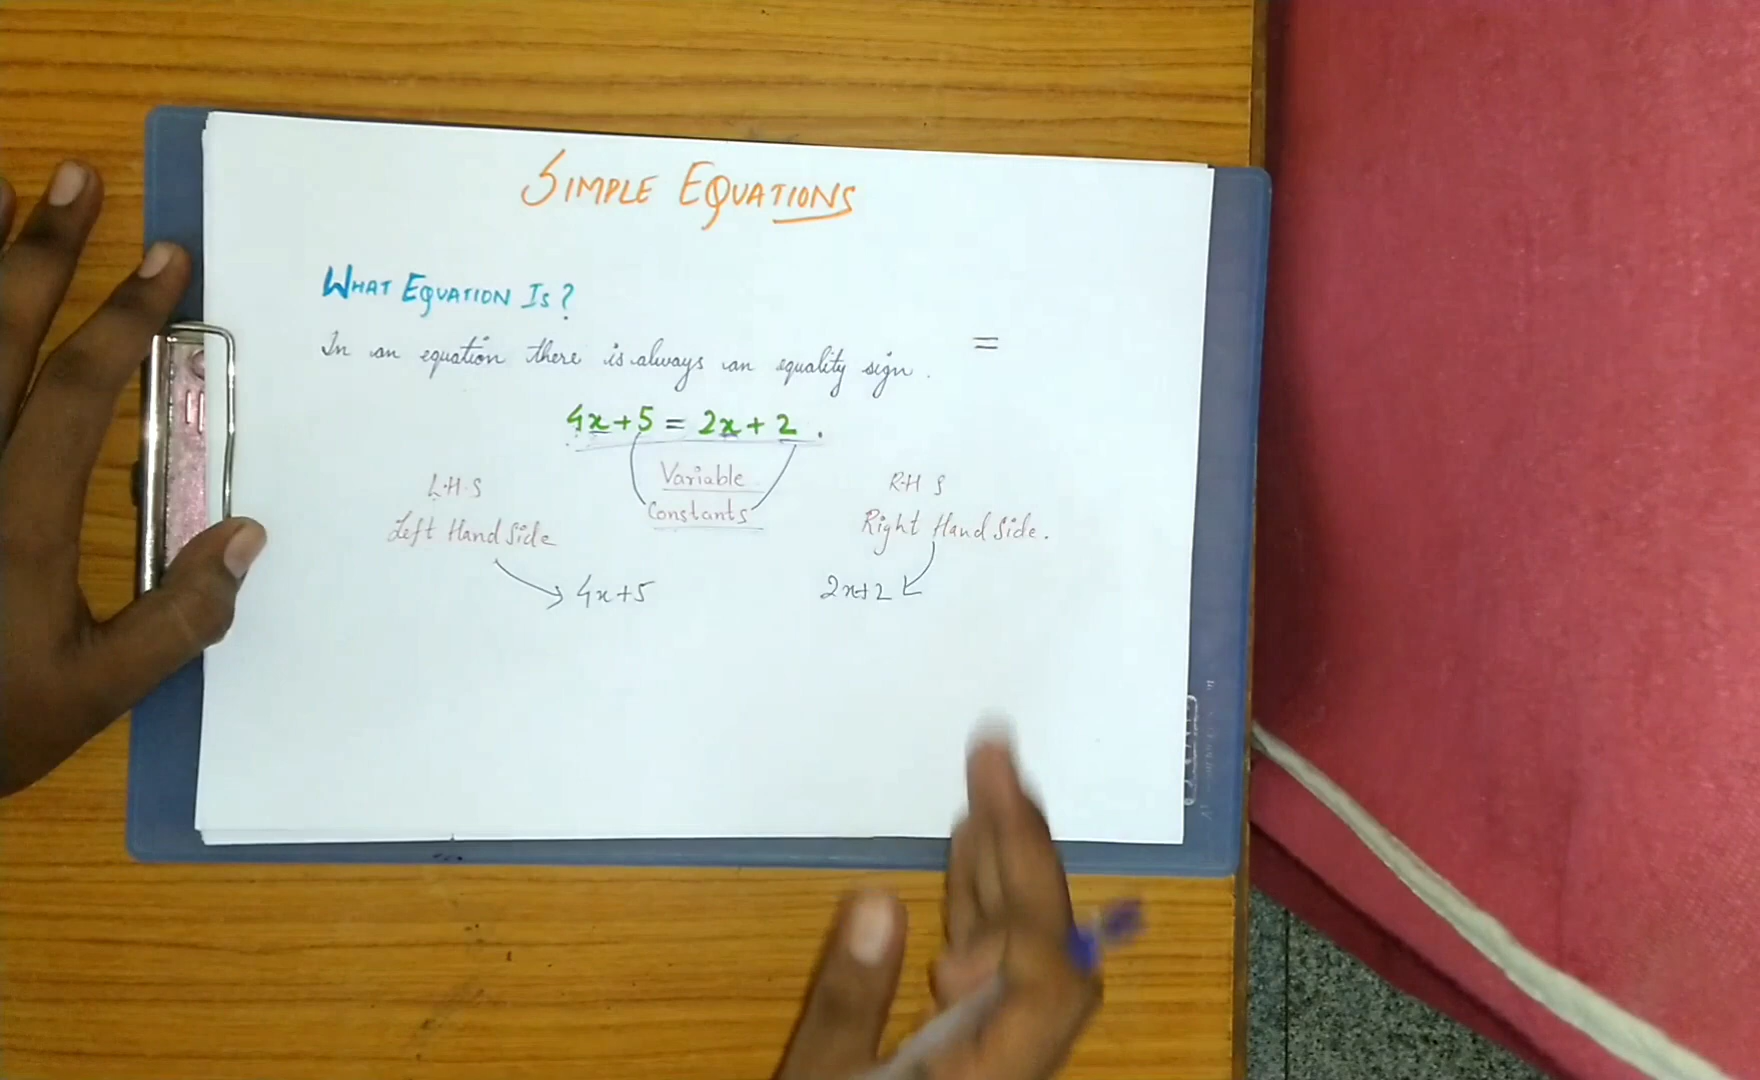 SIMPLE EQUATIONS
WHAT EQUATION IS?
In an equation there is always an equality sign. =
4x+5 = 2x+2.
Variable
Constants
L.H.S
Left Hand Side
4x+5
R.H S
Right Hand Side.
2x+2